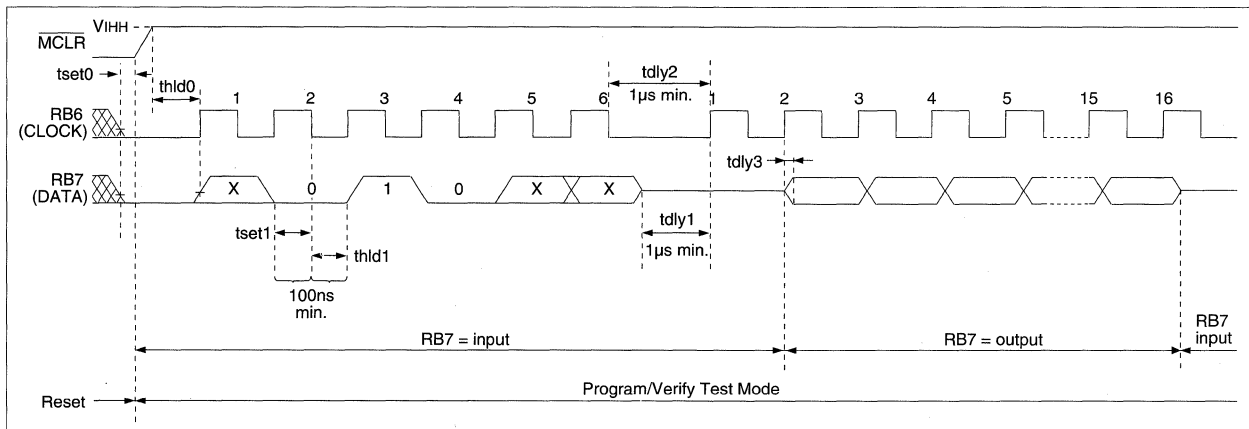 VIHH
MCLR
tset0
thld0
tdly2
1µs min.
1 2 3 4 5 6 1 2 3 4 5 15 16
RB6
(CLOCK)
tdly3
RB7
(DATA)
X 0 1 0 X X
tset1
thld1
tdly1
1µs min.
100ns
min.
RB7 = input
RB7 = output
RB7
input
Program/Verify Test Mode
Reset